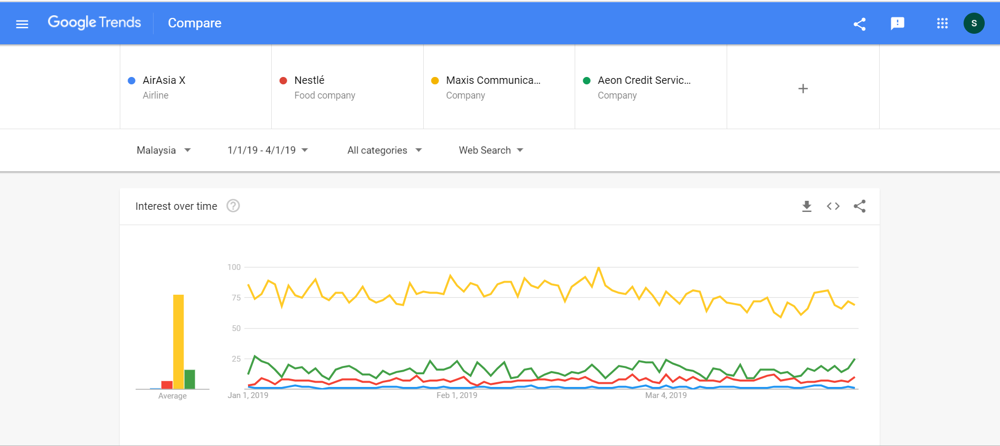 Google Trends
Compare
S
AirAsia X
Airline
Nestlé
Food company
Maxis Communica...
Company
Aeon Credit Servic...
Company
+
Malaysia
1/1/19 - 4/1/19
All categories
Web Search
Interest over time
?
100
75
50
25
Average
Jan 1, 2019
Feb 1, 2019
Mar 4, 2019